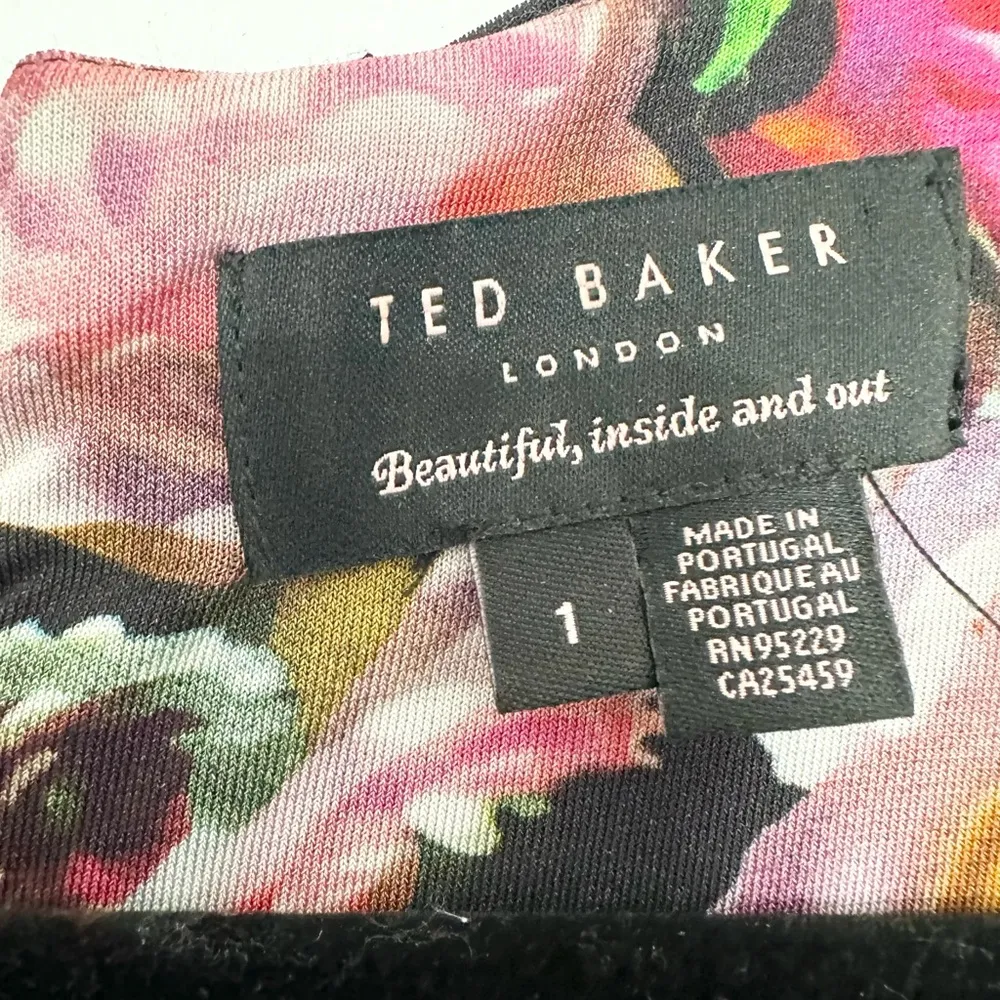 TED BAKER
LONDON
Beautiful, inside and out
1
MADE IN
PORTUGAL
FABRIQUE AU
PORTUGAL
RN95229
CA25459